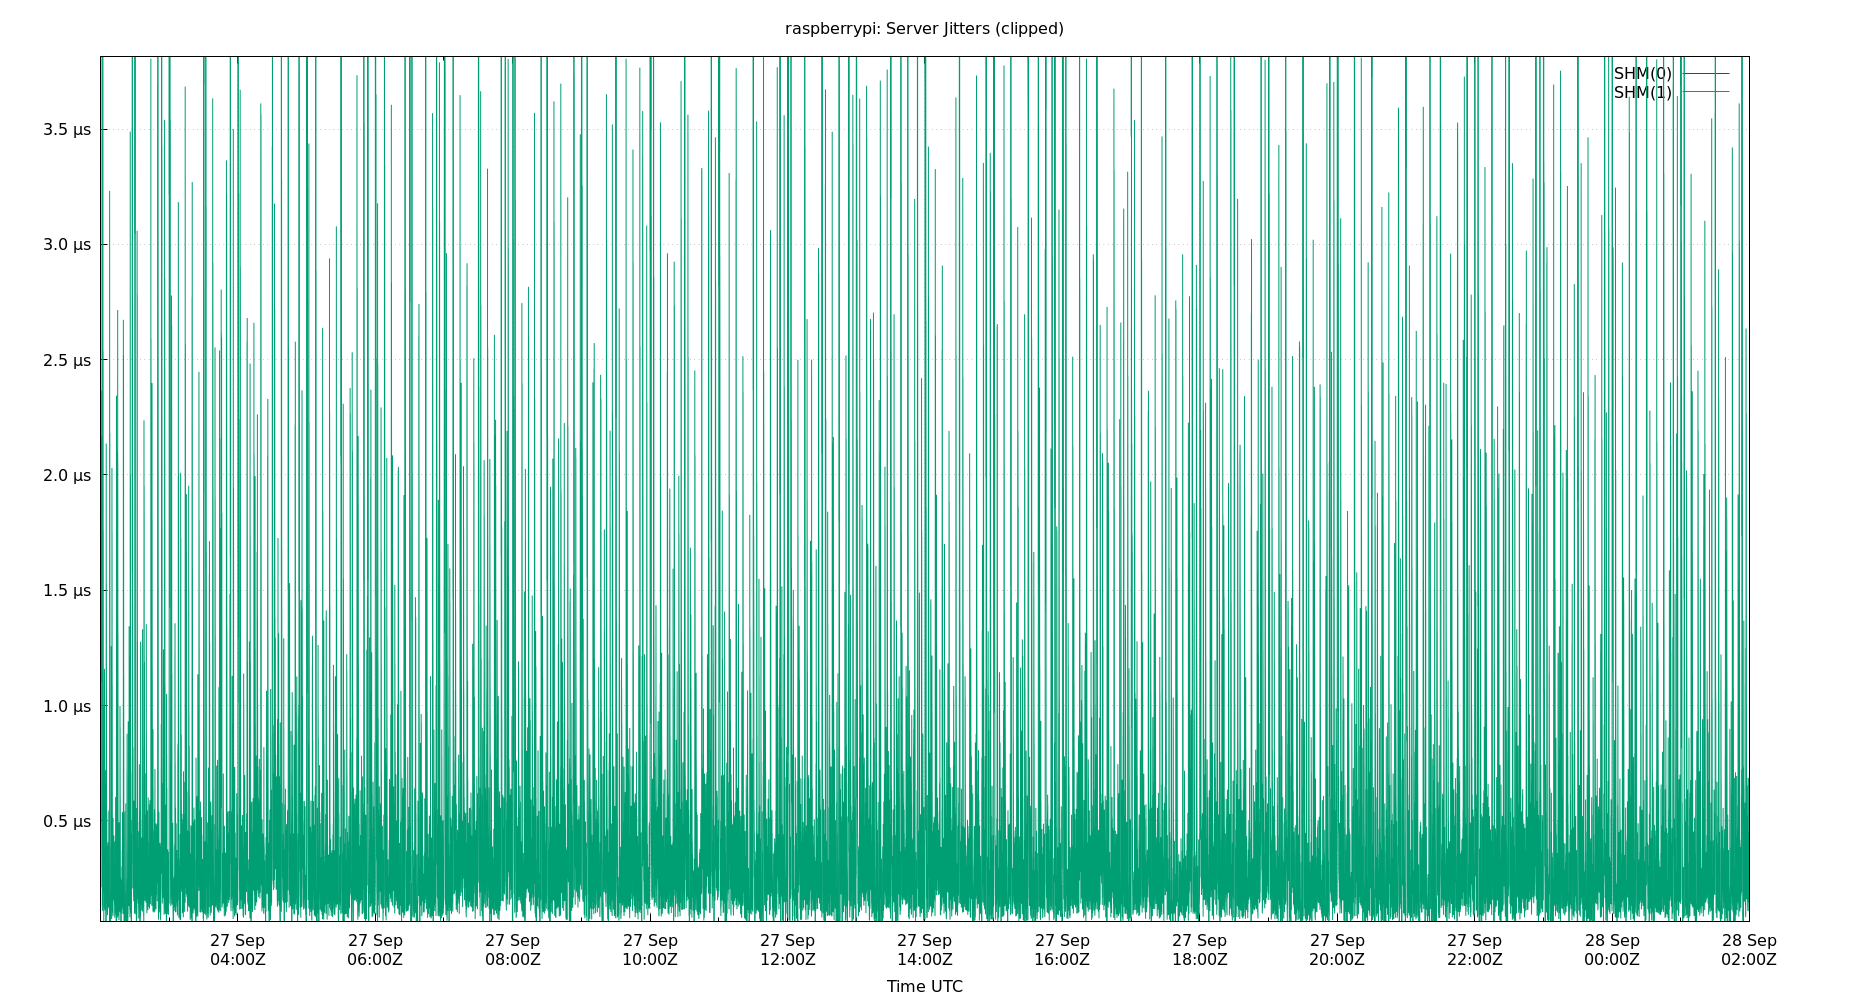 raspberrypi: Server Jitters (clipped)
SHM(0)
SHM(1)
3.5 μs
3.0 μs
2.5 μs
2.0 μs
1.5 μs
1.0 μs
0.5 μs
27 Sep 27 Sep 27 Sep 27 Sep 27 Sep 27 Sep 27 Sep 27 Sep 27 Sep 27 Sep 28 Sep 28 Sep
04:00Z 06:00Z 08:00Z 10:00Z 12:00Z 14:00Z 16:00Z 18:00Z 20:00Z 22:00Z 00:00Z 02:00Z
Time UTC